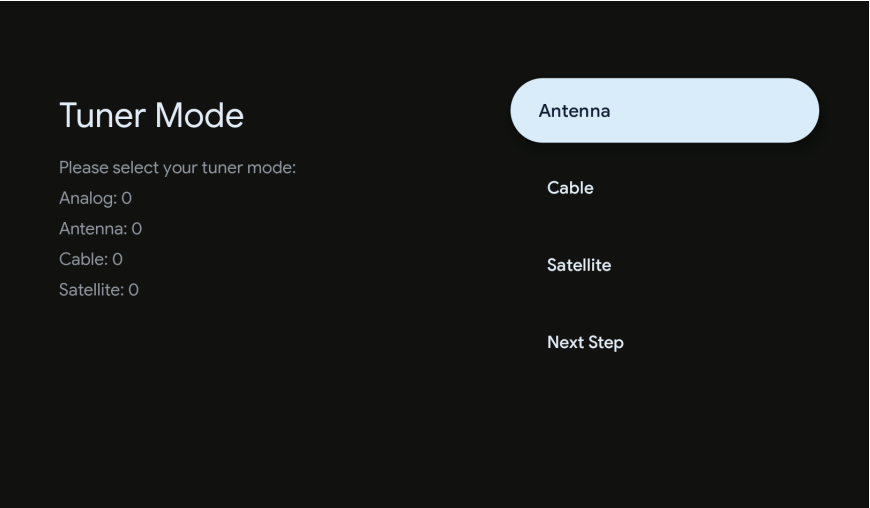 Tuner Mode
Please select your tuner mode:
Analog: 0
Antenna: 0
Cable: 0
Satellite: 0
Antenna
Cable
Satellite
Next Step